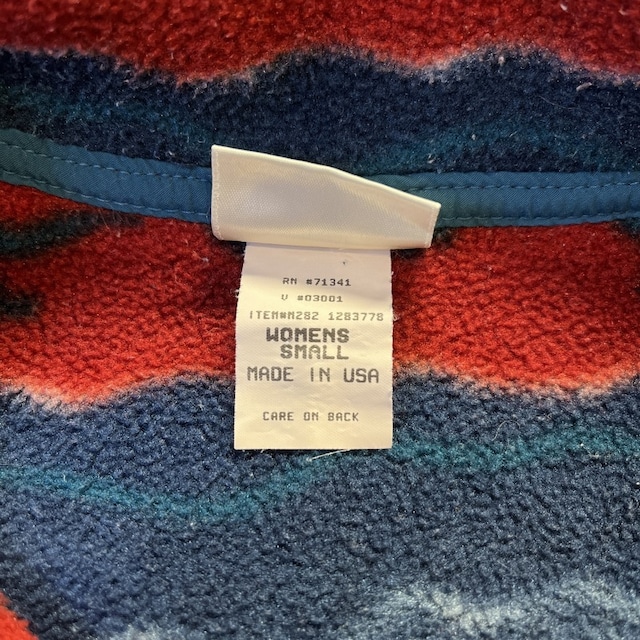 RN #71341
V #03001
ITEM#M282 1283778
WOMENS
SMALL
MADE IN USA
CARE ON BACK